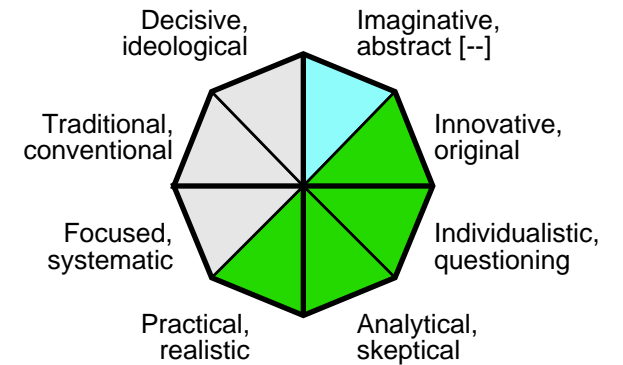 Decisive,
ideological
Imaginative,
abstract [--]
Traditional,
conventional
Innovative,
original
Focused,
systematic
Individualistic,
questioning
Practical,
realistic
Analytical,
skeptical